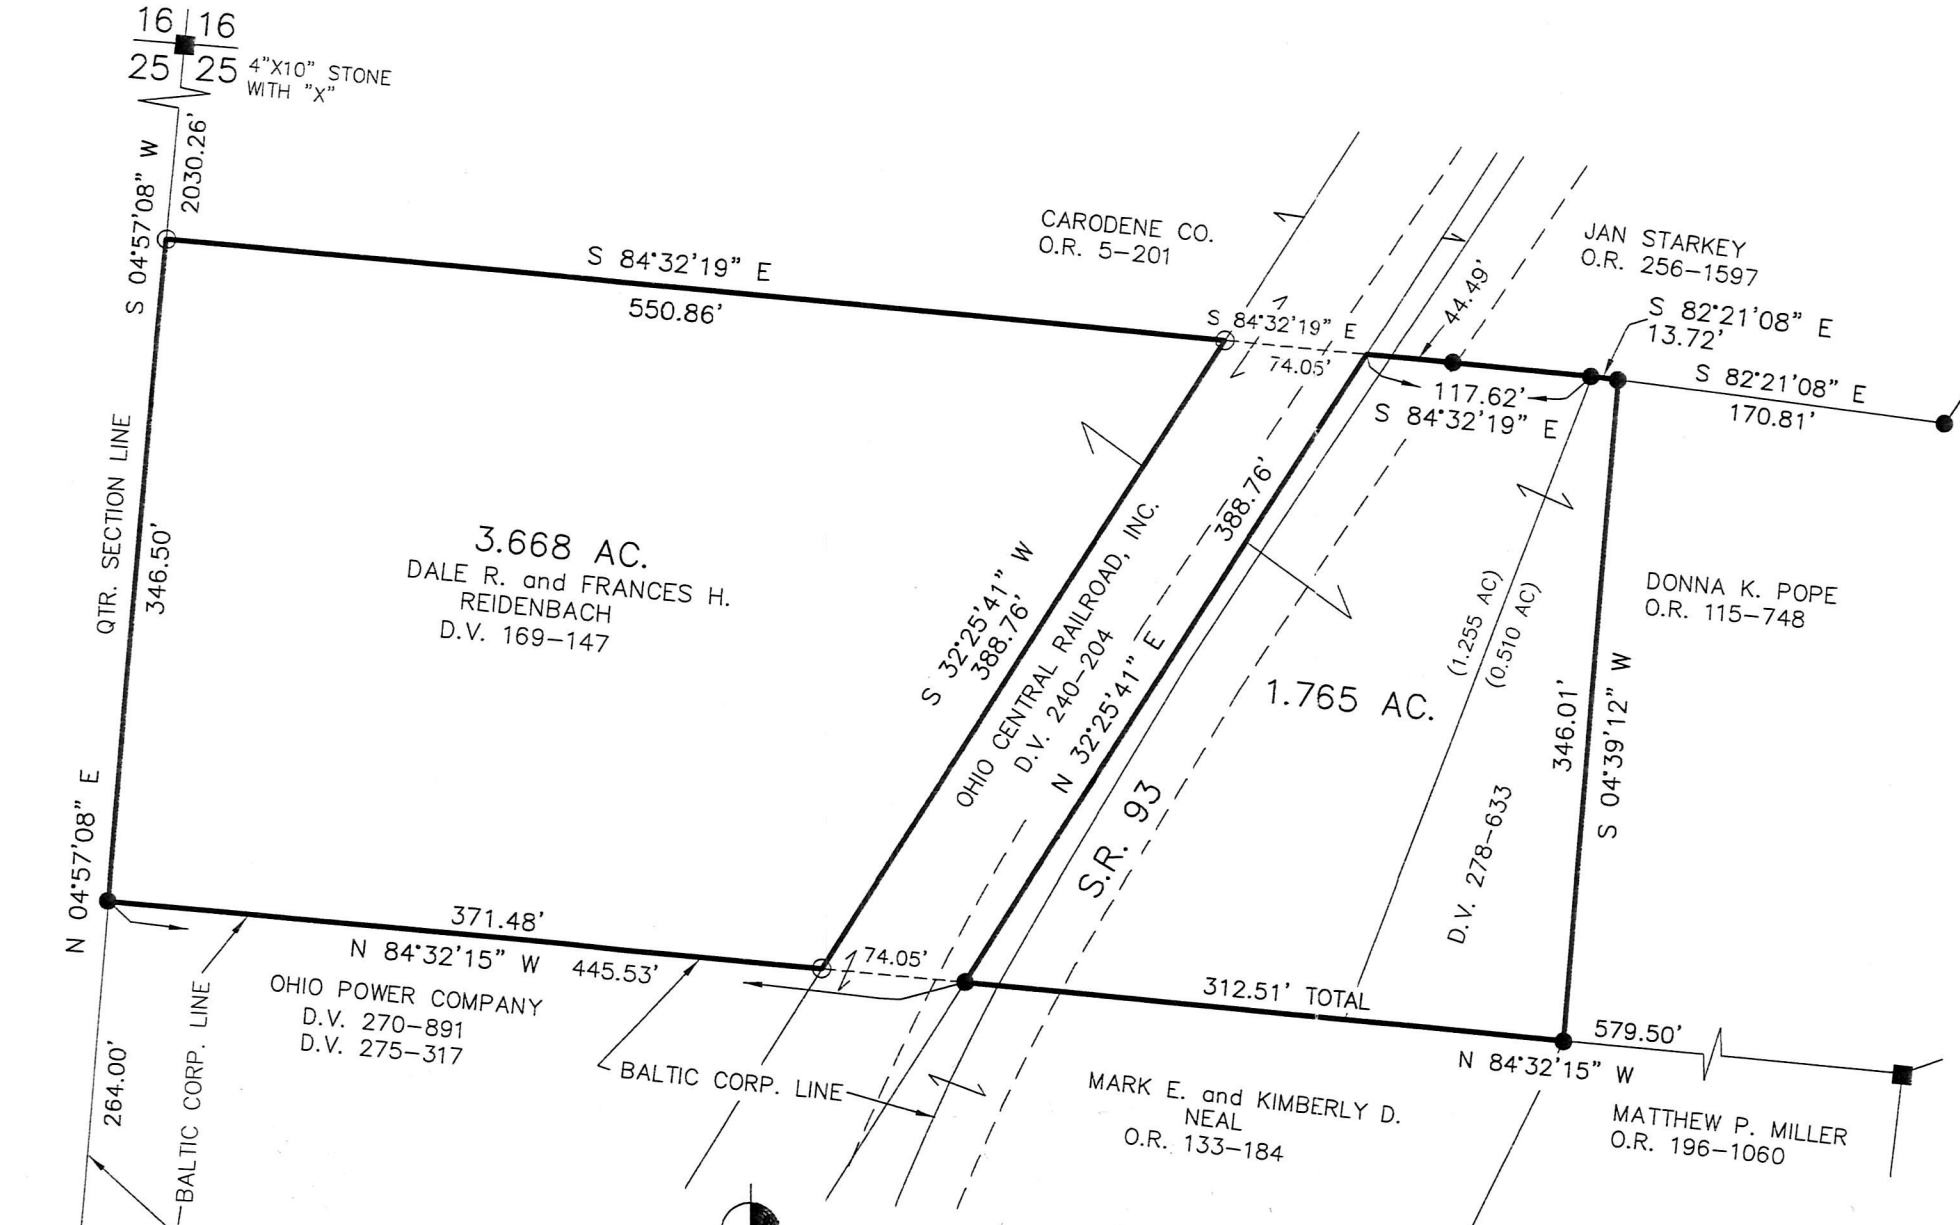 16 16
25 25
4"X10" STONE
WITH "X"
S 04°57'08" W
2030.26'
S 84°32'19" E
550.86'
CARODENE CO.
O.R. 5-201
JAN STARKEY
O.R. 256-1597
S 84°32'19" E
74.05'
44.49'
S 82°21'08" E
13.72'
117.62'
S 84°32'19" E
S 82°21'08" E
170.81'
QTR. SECTION LINE
346.50'
3.668 AC.
DALE R. and FRANCES H.
REIDENBACH
D.V. 169-147
S 32°25'41" W
388.76'
OHIO CENTRAL RAILROAD, INC.
D.V. 240-204
388.76'
N 32°25'41" E
S.R. 93
1.765 AC.
(1.255 AC)
(0.510 AC)
D.V. 278-633
346.01'
S 04°39'12" W
DONNA K. POPE
O.R. 115-748
N 04°57'08" E
371.48'
N 84°32'15" W
445.53'
74.05'
312.51' TOTAL
579.50'
N 84°32'15" W
OHIO POWER COMPANY
D.V. 270-891
D.V. 275-317
BALTIC CORP. LINE
264.00'
BALTIC CORP. LINE
MARK E. and KIMBERLY D.
NEAL
O.R. 133-184
MATTHEW P. MILLER
O.R. 196-1060